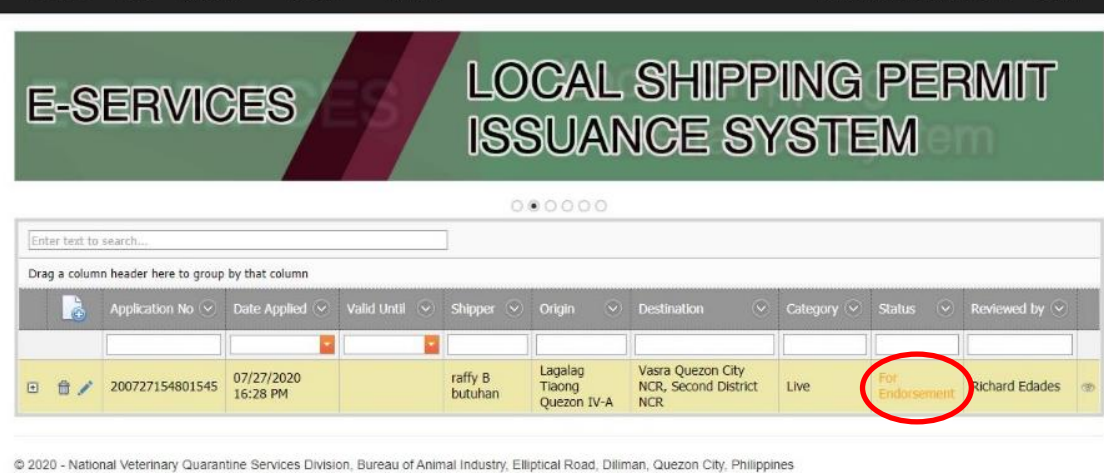 E-SERVICES
LOCAL SHIPPING PERMIT
ISSUANCE SYSTEM
Enter text to search...
Drag a column header here to group by that column
Application No Date Applied Valid Until Shipper Origin Destination Category Status Reviewed by
200727154801545 07/27/2020 16:28 PM raffy B butuhan Lagalag Tiaong Quezon IV-A Vasra Quezon City NCR, Second District NCR Live For Endorsement Richard Edades
© 2020 - National Veterinary Quarantine Services Division, Bureau of Animal Industry, Elliptical Road, Diliman, Quezon City, Philippines